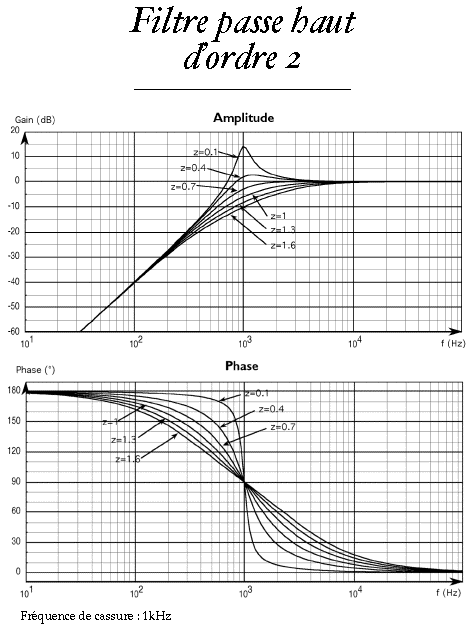 Filtre passe haut
d'ordre 2
Amplitude
Gain (dB)
20
10
0
-10
-20
-30
-40
-50
-60
z=0.1
z=0.4
z=0.7
z=1
z=1.3
z=1.6
10¹ 10² 10³ 10⁴ f (Hz)
Phase
Phase (°)
180
150
120
90
60
30
0
z=0.1
z=0.4
z=0.7
z=1
z=1.3
z=1.6
10¹ 10² 10³ 10⁴ f (Hz)
Fréquence de cassure : 1kHz